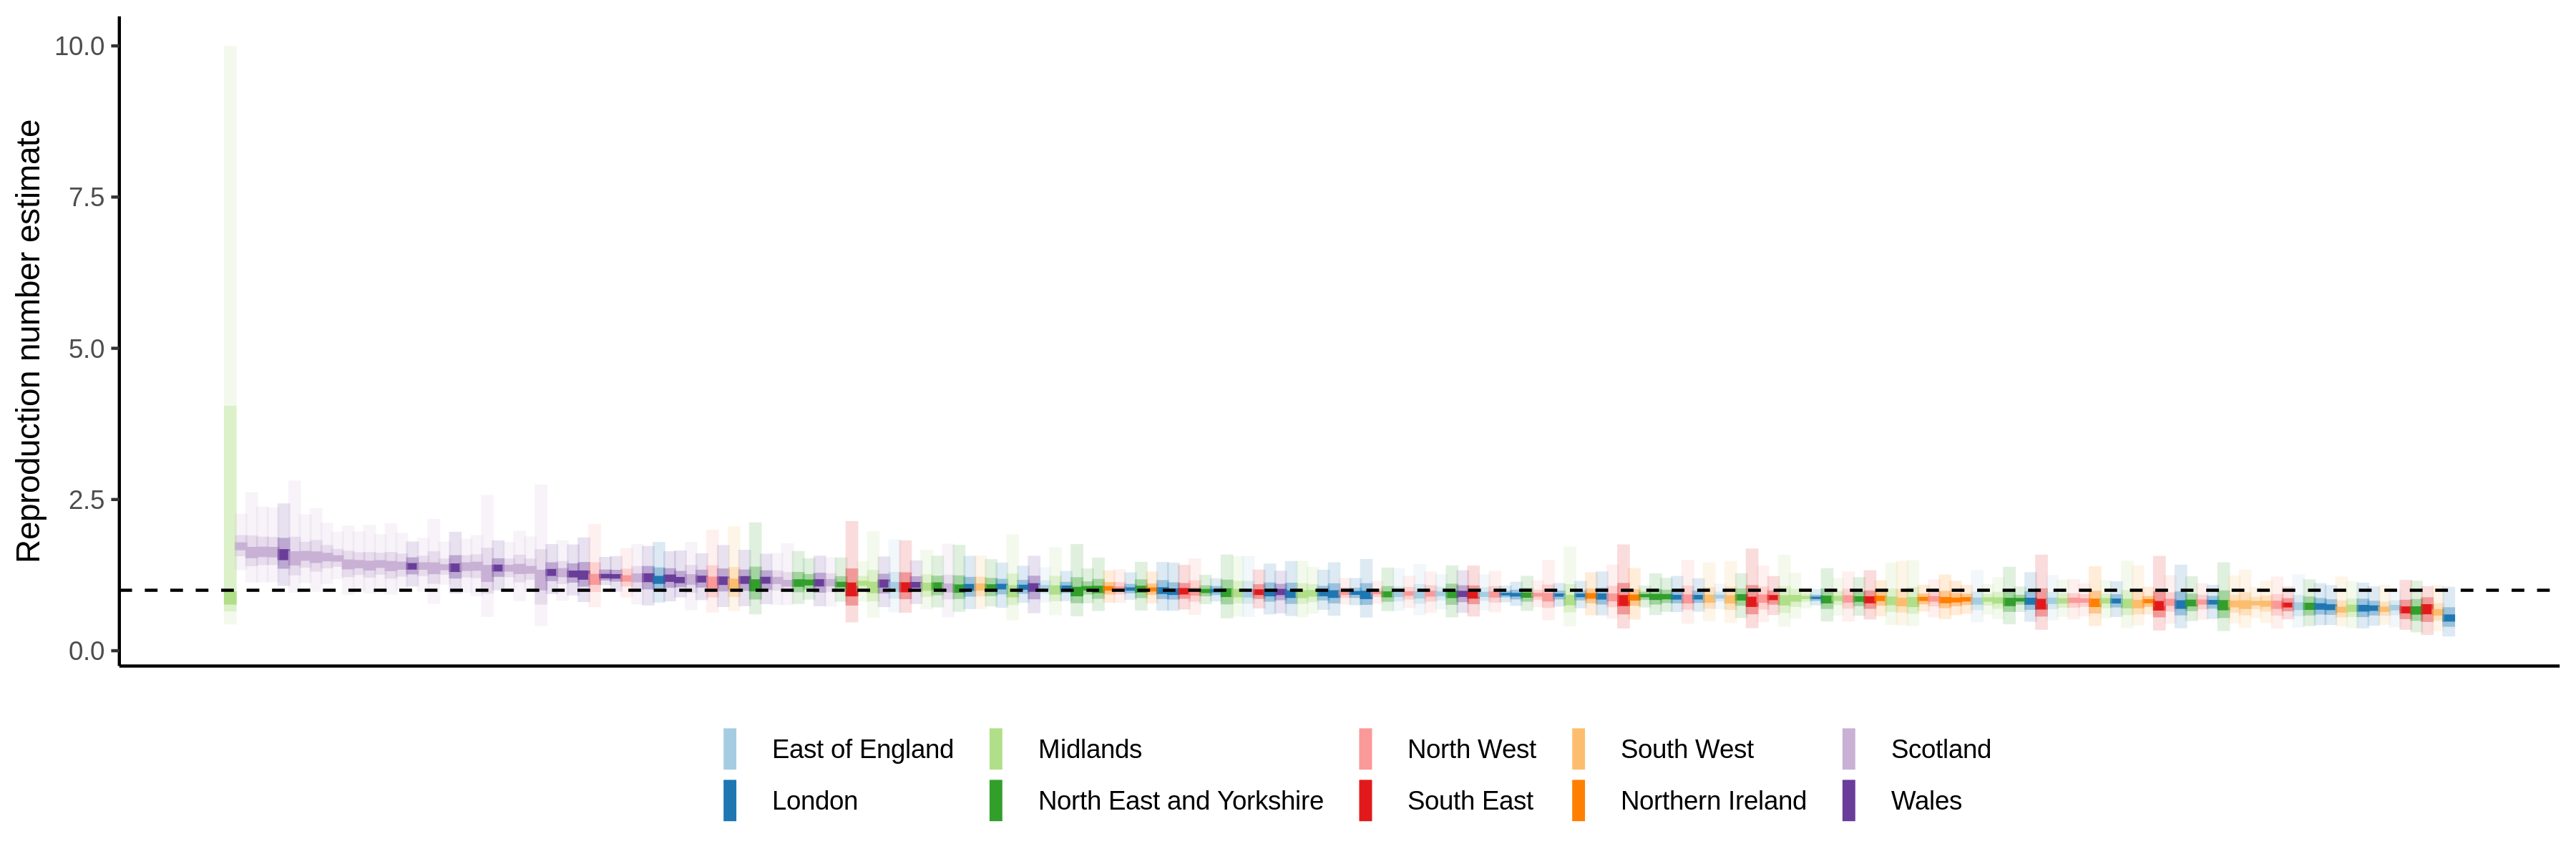 Reproduction number estimate
10.0
7.5
5.0
2.5
0.0
East of England
Midlands
North West
South West
Scotland
London
North East and Yorkshire
South East
Northern Ireland
Wales